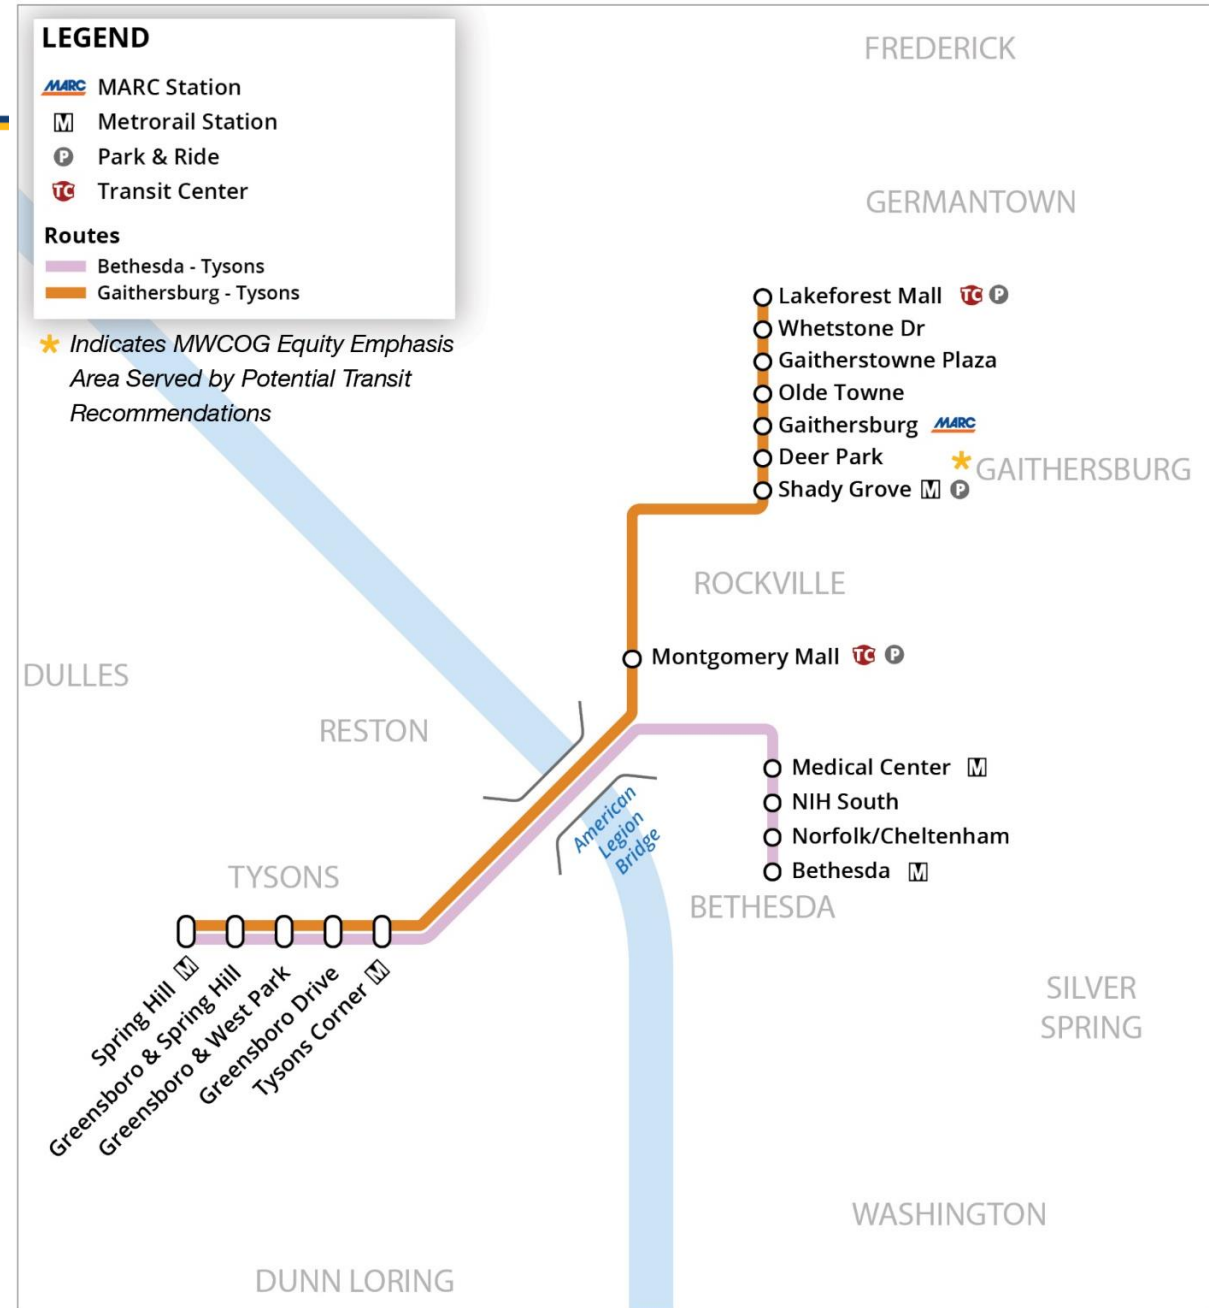 LEGEND
MARC MARC Station
M Metrorail Station
P Park & Ride
TC Transit Center
Routes
Bethesda - Tysons
Gaithersburg - Tysons
* Indicates MWCOG Equity Emphasis
Area Served by Potential Transit
Recommendations
FREDERICK
GERMANTOWN
Lakeforest Mall TC P
Whetstone Dr
Gaitherstowne Plaza
Olde Towne
Gaithersburg MARC
Deer Park
* GAITHERSBURG
Shady Grove M P
ROCKVILLE
Montgomery Mall TC P
DULLES
RESTON
Medical Center M
NIH South
Norfolk/Cheltenham
Bethesda M
American
Legion
Bridge
TYSONS
BETHESDA
Spring Hill M
Greensboro & Spring Hill
Greensboro & West Park
Greensboro Drive
Tysons Corner M
SILVER
SPRING
WASHINGTON
DUNN LORING